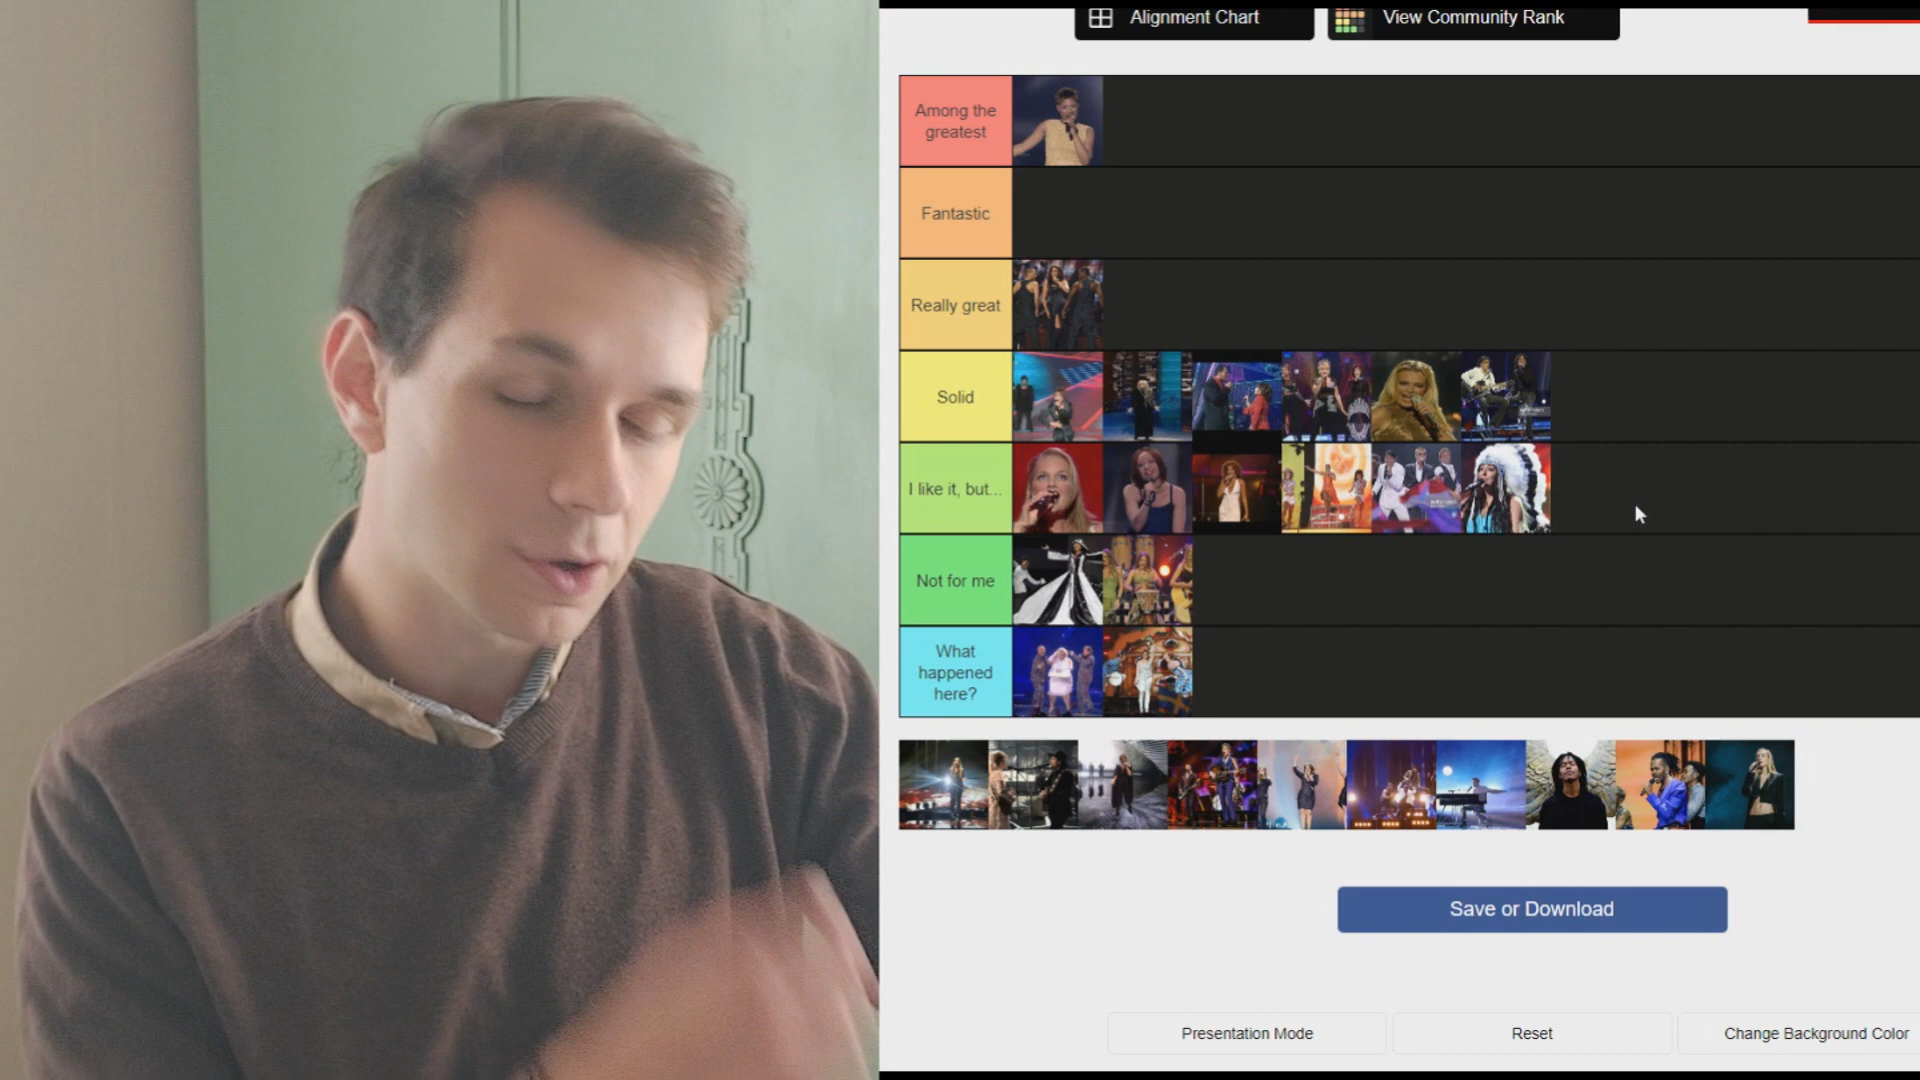 Alignment Chart
View Community Rank
Among the
greatest
Fantastic
Really great
Solid
I like it, but...
Not for me
What
happened
here?
Save or Download
Presentation Mode
Reset
Change Background Color